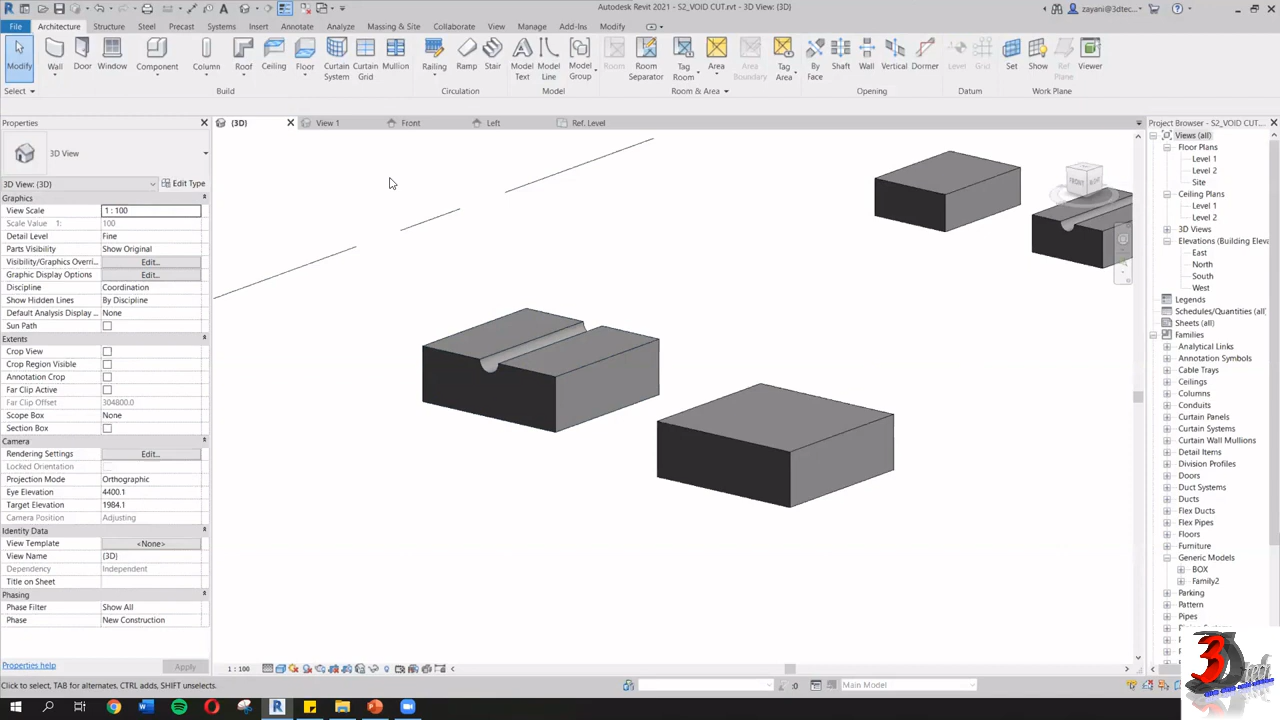 Autodesk Revit 2021 - S2_VOID CUT.rvt - 3D View: {3D}
zayani@3dtec...
File Architecture Structure Steel Precast Systems Insert Annotate Analyze Massing & Site Collaborate View Manage Add-Ins Modify
Modify Wall Door Window Component Column Roof Ceiling Floor Curtain System Curtain Grid Mullion Railing Ramp Stair Model Text Model Line Model Group Room Room Separator Tag Room Area Area Boundary Tag Area By Face Shaft Wall Vertical Dormer Level Grid Set Show Ref Plane Viewer
Select Build Circulation Model Room & Area Opening Datum Work Plane
Properties
{3D} View 1 Front Left Ref. Level
Project Browser - S2_VOID CUT...
3D View
3D View: {3D} Edit Type
Graphics
View Scale 1 : 100
Scale Value 1: 100
Detail Level Fine
Parts Visibility Show Original
Visibility/Graphics Overri... Edit...
Graphic Display Options Edit...
Discipline Coordination
Show Hidden Lines By Discipline
Default Analysis Display ... None
Sun Path
Extents
Crop View
Crop Region Visible
Annotation Crop
Far Clip Active
Far Clip Offset 304800.0
Scope Box None
Section Box
Camera
Rendering Settings Edit...
Locked Orientation
Projection Mode Orthographic
Eye Elevation 4400.1
Target Elevation 1984.1
Camera Position Adjusting
Identity Data
View Template <None>
View Name {3D}
Dependency Independent
Title on Sheet
Phasing
Phase Filter Show All
Phase New Construction
Properties help Apply
FRONT RIGHT
Views (all)
Floor Plans
Level 1
Level 2
Site
Ceiling Plans
Level 1
Level 2
3D Views
Elevations (Building Eleva
East
North
South
West
Legends
Schedules/Quantities (all)
Sheets (all)
Families
Analytical Links
Annotation Symbols
Cable Trays
Ceilings
Columns
Conduits
Curtain Panels
Curtain Systems
Curtain Wall Mullions
Detail Items
Division Profiles
Doors
Duct Systems
Ducts
Flex Ducts
Flex Pipes
Floors
Furniture
Generic Models
BOX
Family2
Parking
Pattern
Pipes
1 : 100
Click to select, TAB for alternates, CTRL adds, SHIFT unselects.
:0 Main Model